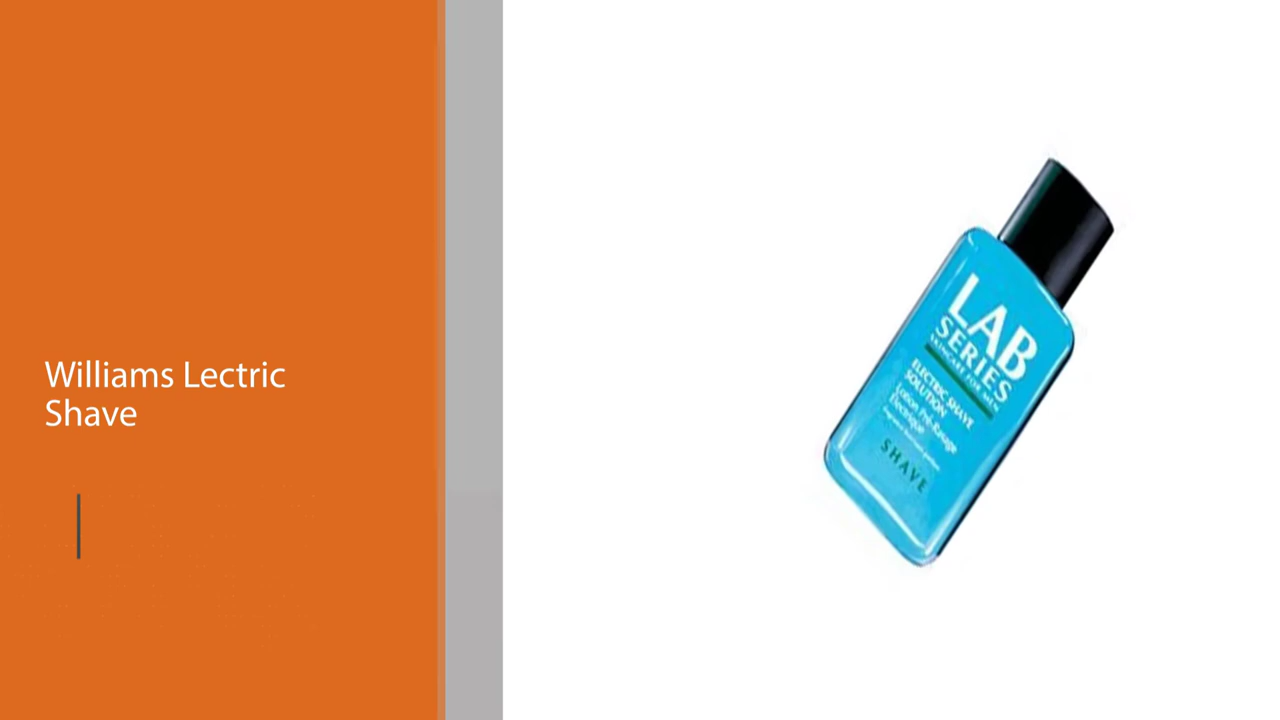 Williams Lectric
Shave
LAB
SERIES
SKINCARE FOR MEN
ELECTRIC SHAVE
SOLUTION
Lotion Pré-Rasage
Électrique
SHAVE